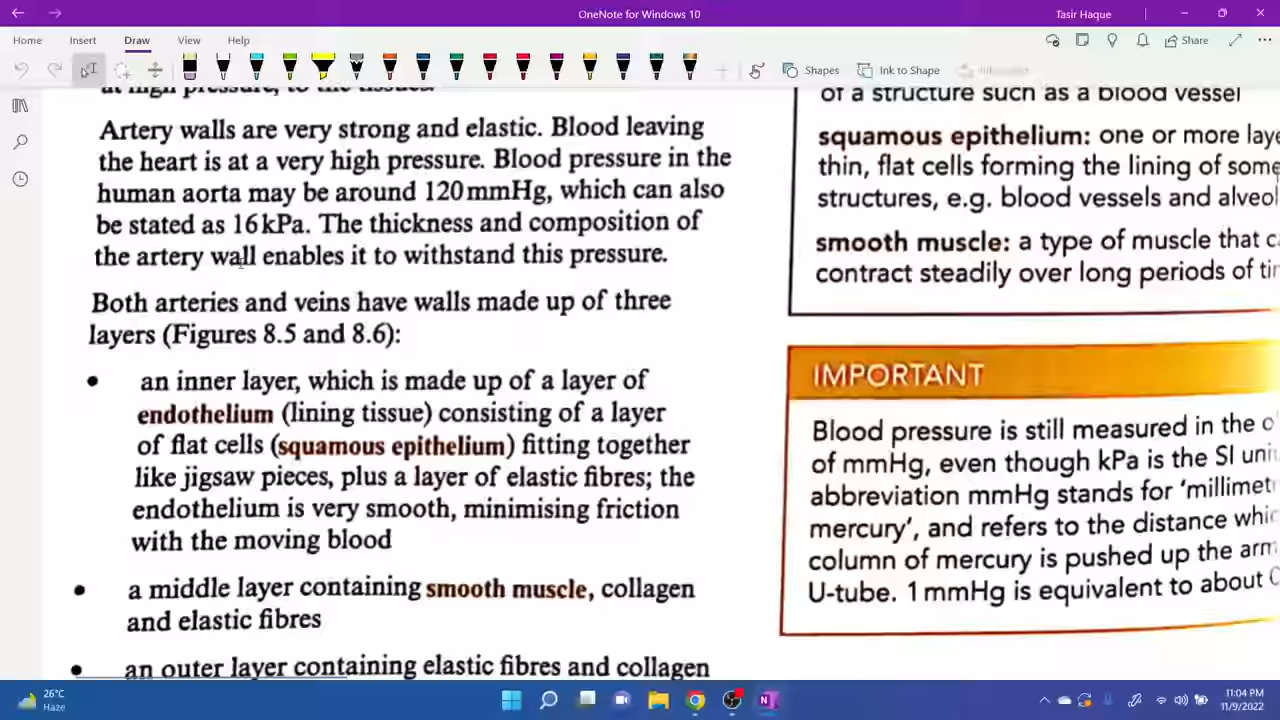 OneNote for Windows 10
Tasir Haque
Home Insert Draw View Help
Share
Shapes
Ink to Shape
at high pressure, to the tissues.
Artery walls are very strong and elastic. Blood leaving
the heart is at a very high pressure. Blood pressure in the
human aorta may be around 120 mmHg, which can also
be stated as 16 kPa. The thickness and composition of
the artery wall enables it to withstand this pressure.
Both arteries and veins have walls made up of three
layers (Figures 8.5 and 8.6):
• an inner layer, which is made up of a layer of
endothelium (lining tissue) consisting of a layer
of flat cells (squamous epithelium) fitting together
like jigsaw pieces, plus a layer of elastic fibres; the
endothelium is very smooth, minimising friction
with the moving blood
• a middle layer containing smooth muscle, collagen
and elastic fibres
• an outer layer containing elastic fibres and collagen
of a structure such as a blood vessel
squamous epithelium: one or more laye
thin, flat cells forming the lining of some
structures, e.g. blood vessels and alveol
smooth muscle: a type of muscle that ca
contract steadily over long periods of tim
IMPORTANT
Blood pressure is still measured in the o
of mmHg, even though kPa is the SI uni
abbreviation mmHg stands for 'millimetr
mercury', and refers to the distance whic
column of mercury is pushed up the arm
U-tube. 1 mmHg is equivalent to about 0
26°C
Haze
11:04 PM
11/9/2022